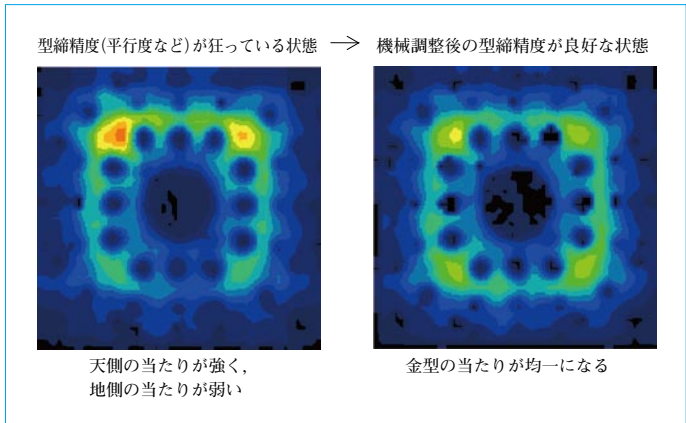 型締精度(平行度など)が狂っている状態 → 機械調整後の型締精度が良好な状態
天側の当たりが強く,
地側の当たりが弱い
金型の当たりが均一になる